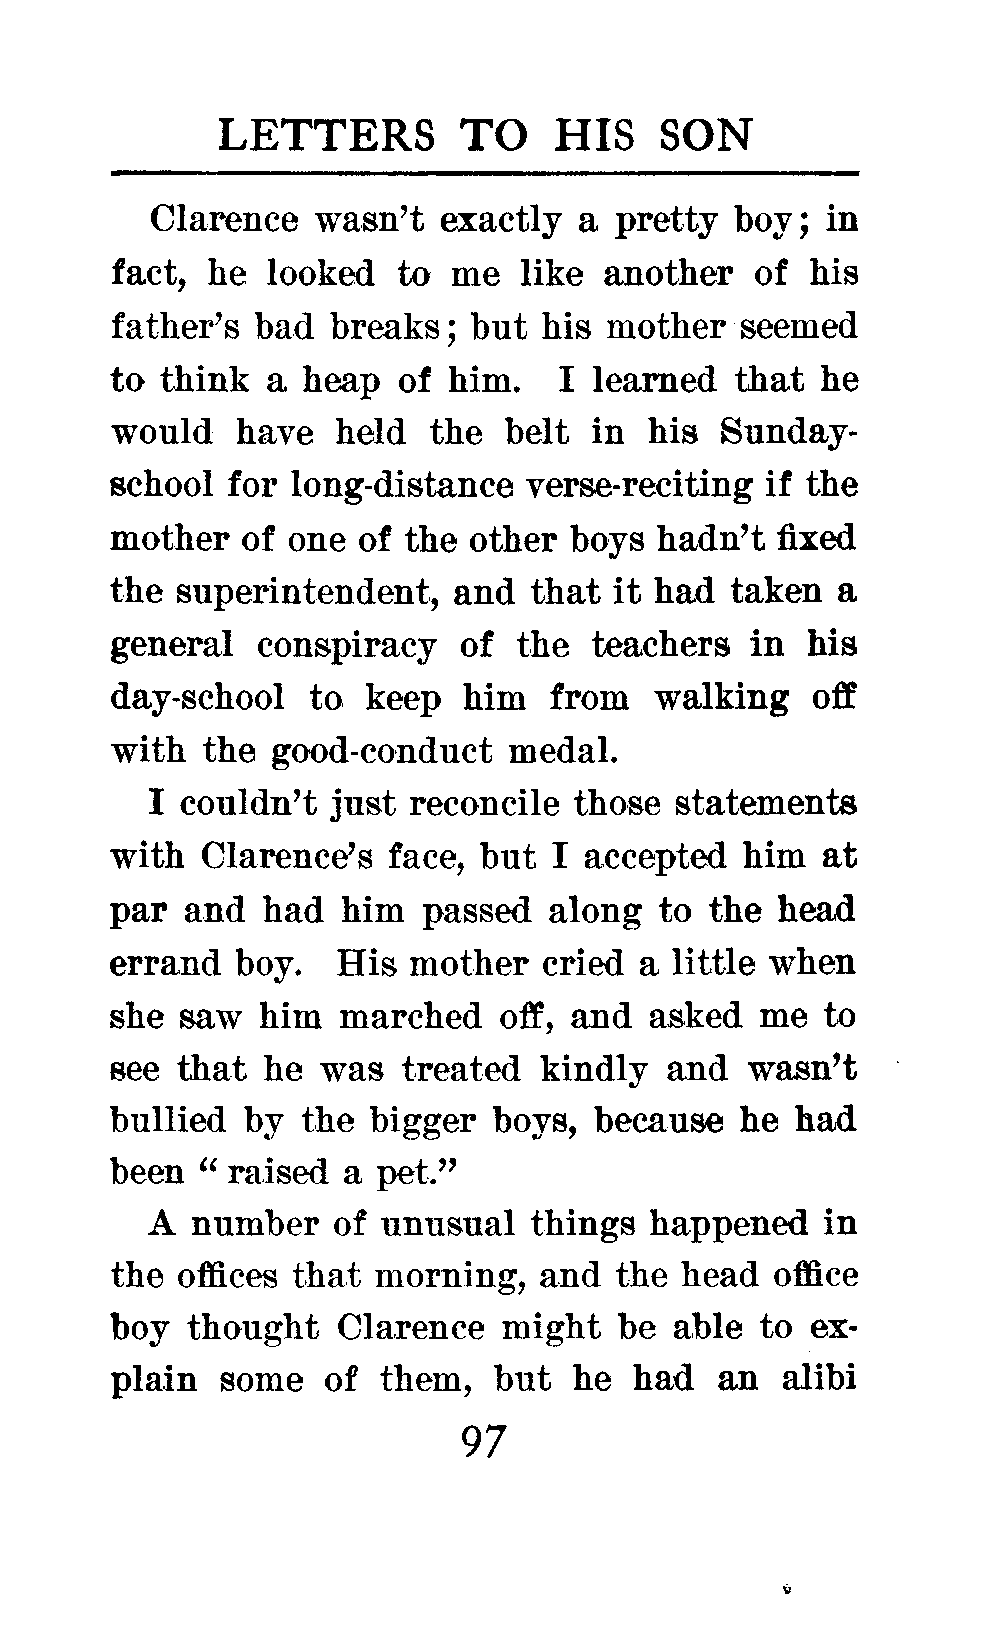 LETTERS TO HIS SON
Clarence wasn't exactly a pretty boy; in
fact, he looked to me like another of his
father's bad breaks; but his mother seemed
to think a heap of him. I learned that he
would have held the belt in his Sunday-
school for long-distance verse-reciting if the
mother of one of the other boys hadn't fixed
the superintendent, and that it had taken a
general conspiracy of the teachers in his
day-school to keep him from walking off
with the good-conduct medal.
I couldn't just reconcile those statements
with Clarence's face, but I accepted him at
par and had him passed along to the head
errand boy. His mother cried a little when
she saw him marched off, and asked me to
see that he was treated kindly and wasn't
bullied by the bigger boys, because he had
been " raised a pet."
A number of unusual things happened in
the offices that morning, and the head office
boy thought Clarence might be able to ex-
plain some of them, but he had an alibi
97